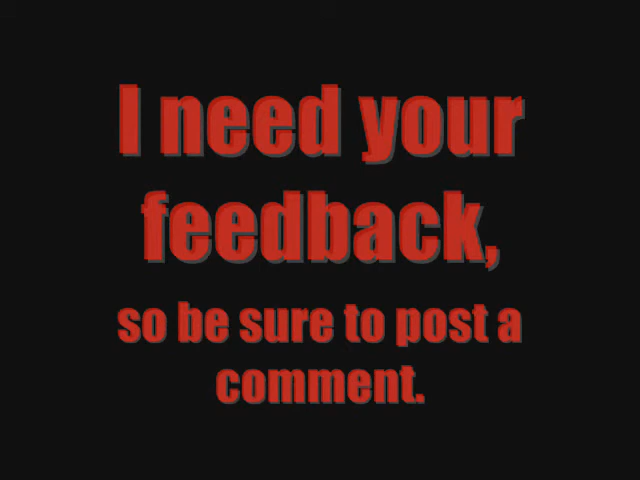 I need your
feedback,
so be sure to post a
comment.